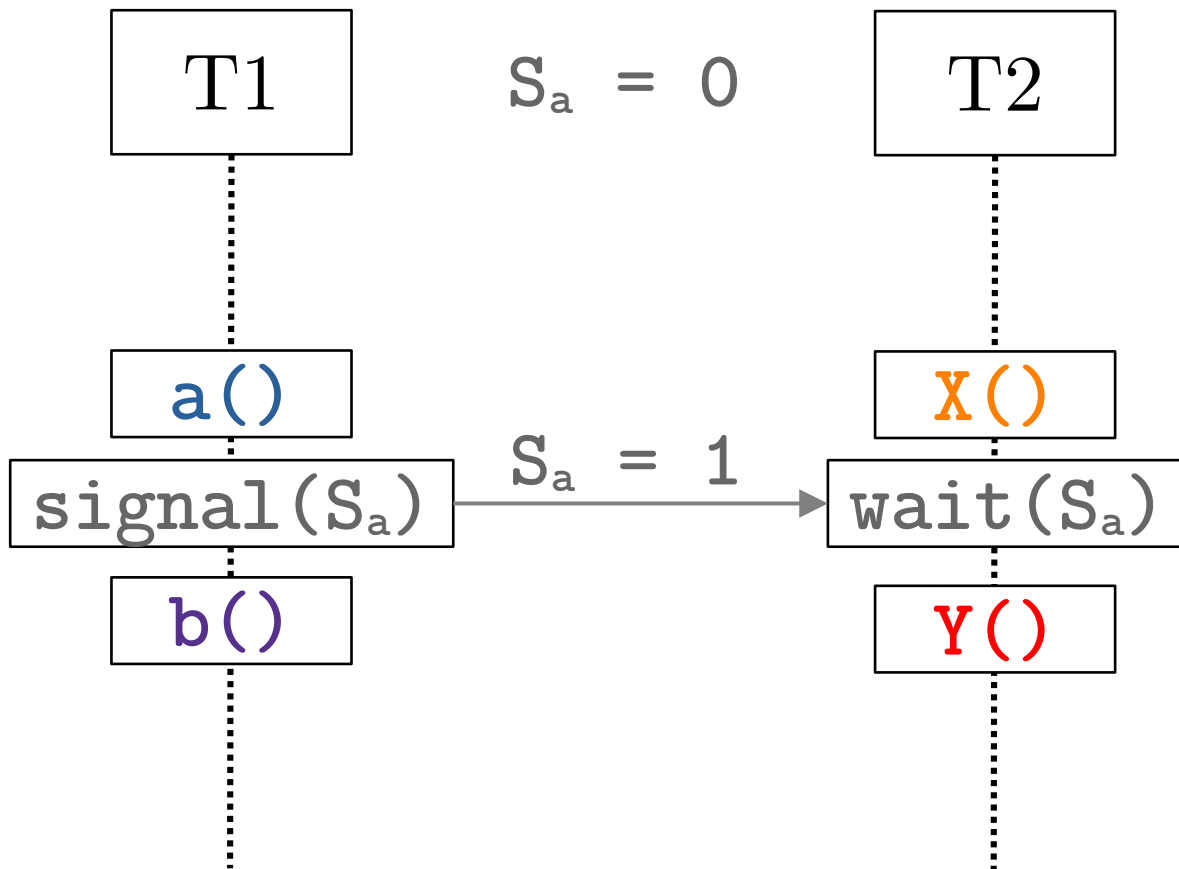 T1
Sₐ = 0
T2
a()
X()
Sₐ = 1
signal(Sₐ)
wait(Sₐ)
b()
Y()